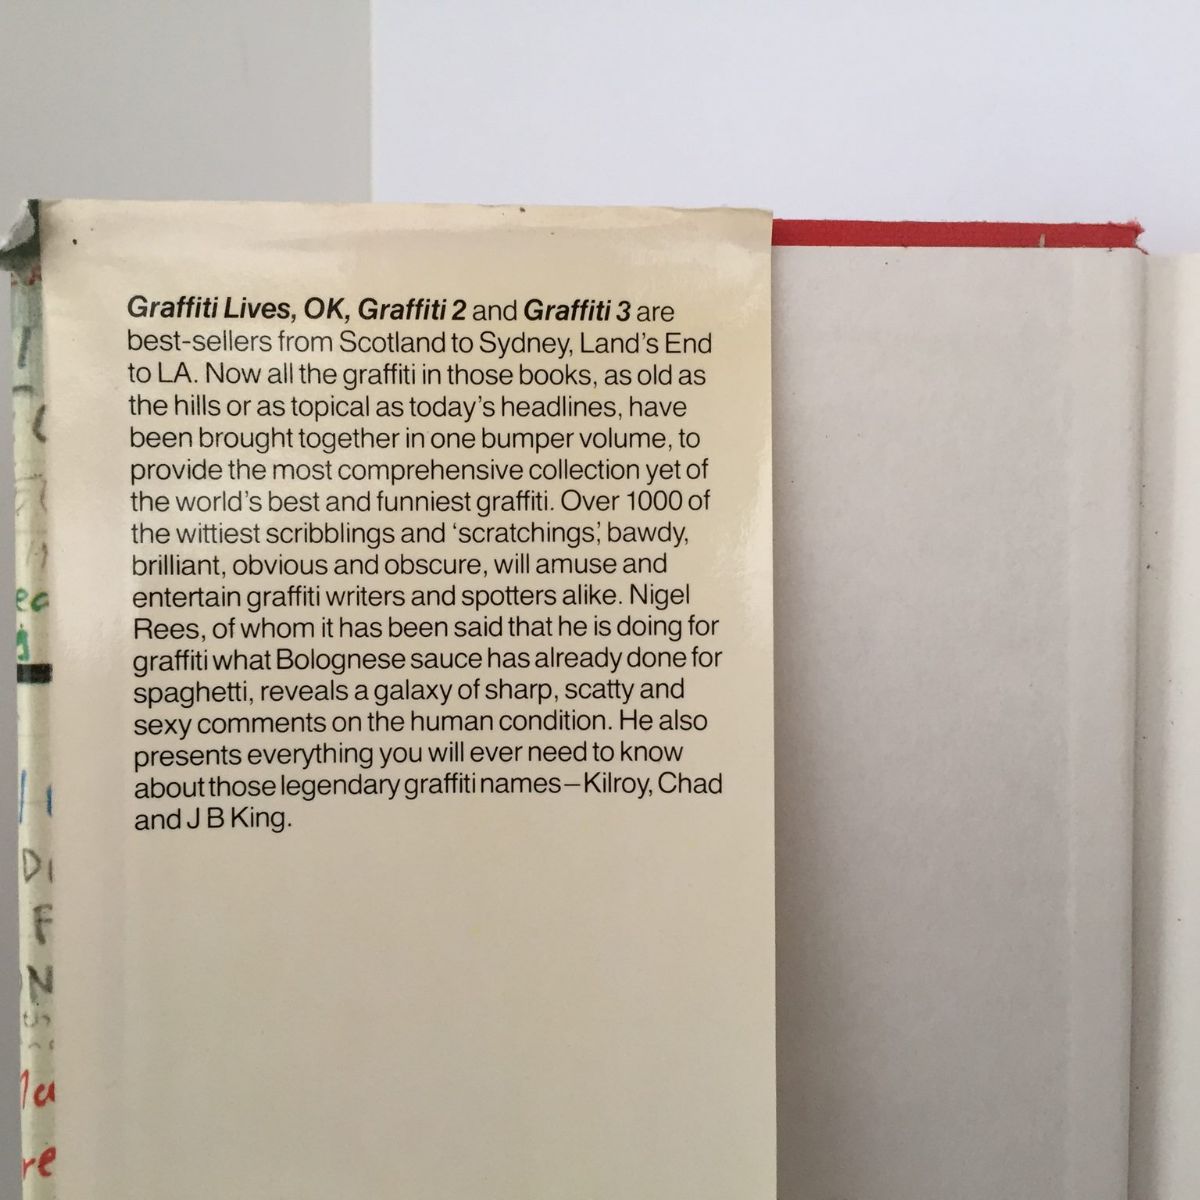 Graffiti Lives, OK, Graffiti 2 and Graffiti 3 are
best-sellers from Scotland to Sydney, Land's End
to LA. Now all the graffiti in those books, as old as
the hills or as topical as today's headlines, have
been brought together in one bumper volume, to
provide the most comprehensive collection yet of
the world's best and funniest graffiti. Over 1000 of
the wittiest scribblings and ‘scratchings’, bawdy,
brilliant, obvious and obscure, will amuse and
entertain graffiti writers and spotters alike. Nigel
Rees, of whom it has been said that he is doing for
graffiti what Bolognese sauce has already done for
spaghetti, reveals a galaxy of sharp, scatty and
sexy comments on the human condition. He also
presents everything you will ever need to know
about those legendary graffiti names—Kilroy, Chad
and J B King.